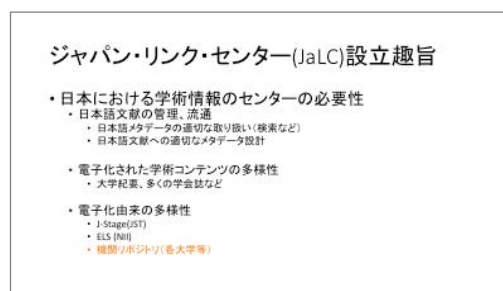 ジャパン・リンク・センター(JaLC)設立趣旨
• 日本における学術情報のセンターの必要性
• 日本語文献の管理、流通
• 日本語メタデータの適切な取り扱い（検索など）
• 日本語文献への適切なメタデータ設計
• 電子化された学術コンテンツの多様性
• 大学紀要、多くの学会誌など
• 電子化由来の多様性
• J-Stage(JST)
• ELS (NII)
• 機関リポジトリ（各大学等）